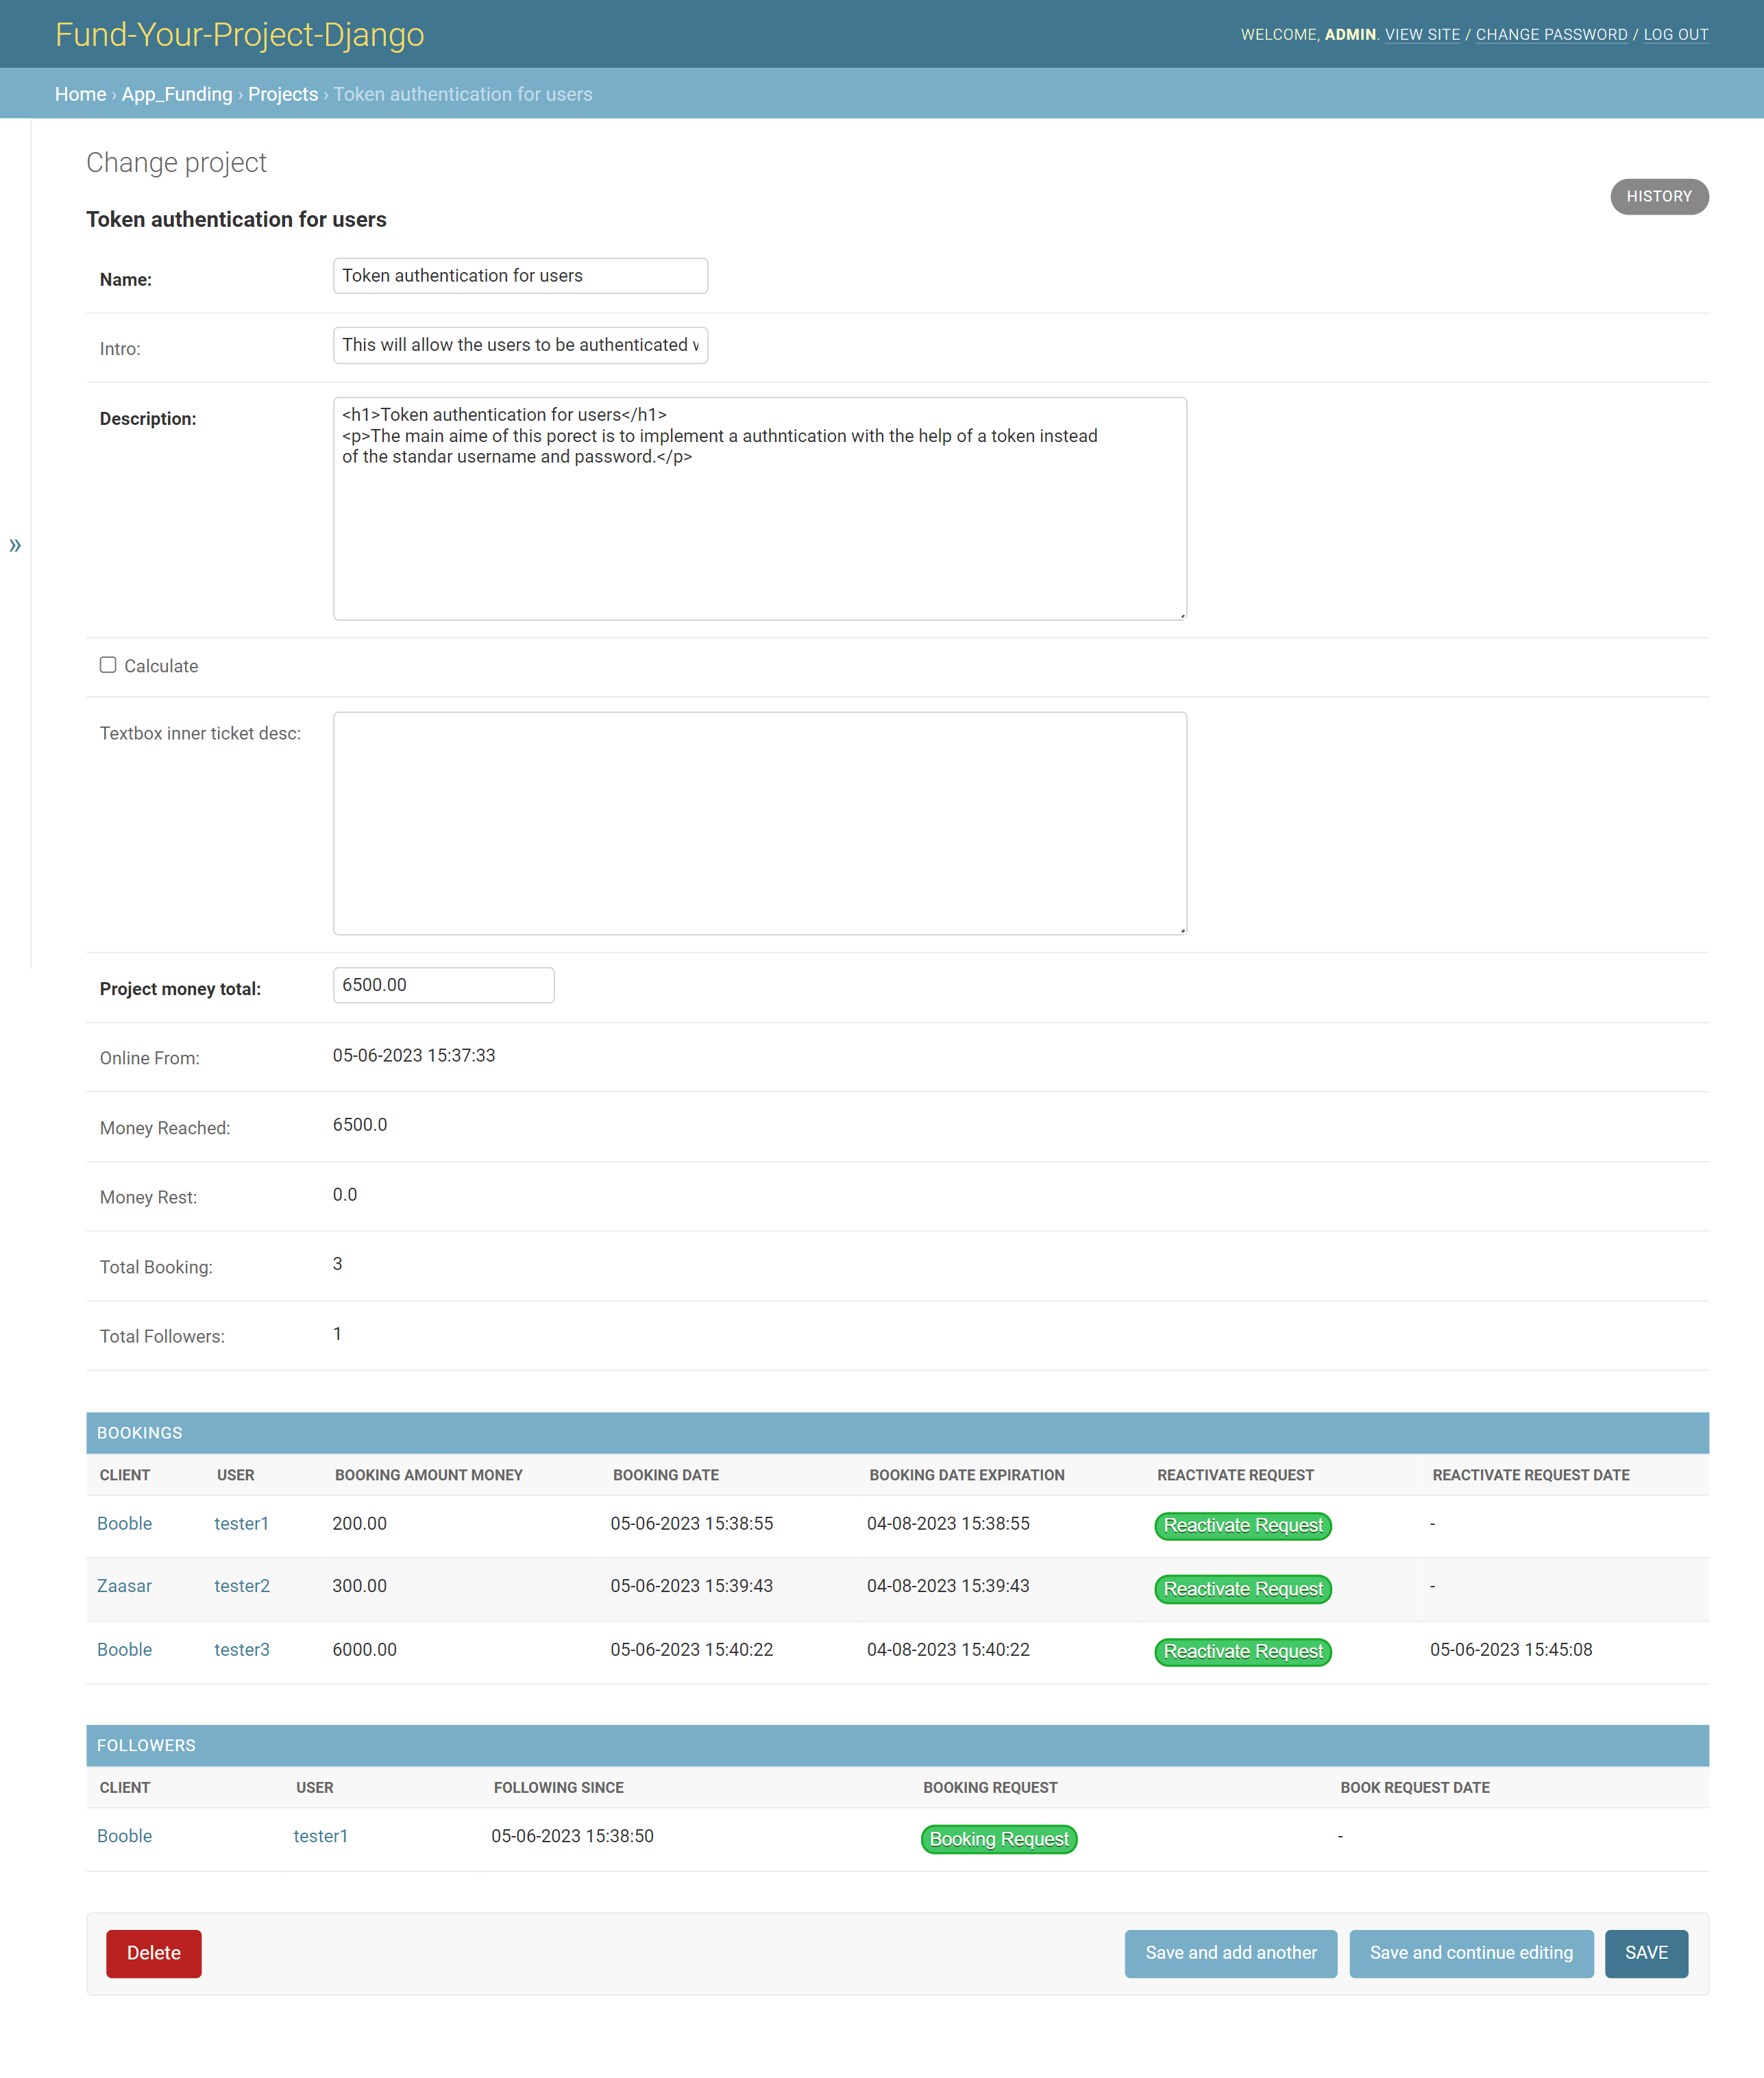 Fund-Your-Project-Django
WELCOME, ADMIN. VIEW SITE / CHANGE PASSWORD / LOG OUT
Home › App_Funding › Projects › Token authentication for users
Change project
HISTORY
Token authentication for users
Name: Token authentication for users
Intro: This will allow the users to be authenticated
Description:
<h1>Token authentication for users</h1>
<p>The main aime of this porect is to implement a authntication with the help of a token instead
of the standar username and password.</p>
»
Calculate
Textbox inner ticket desc:
Project money total: 6500.00
Online From: 05-06-2023 15:37:33
Money Reached: 6500.0
Money Rest: 0.0
Total Booking: 3
Total Followers: 1
BOOKINGS
CLIENT USER BOOKING AMOUNT MONEY BOOKING DATE BOOKING DATE EXPIRATION REACTIVATE REQUEST REACTIVATE REQUEST DATE
Booble tester1 200.00 05-06-2023 15:38:55 04-08-2023 15:38:55 Reactivate Request -
Zaasar tester2 300.00 05-06-2023 15:39:43 04-08-2023 15:39:43 Reactivate Request -
Booble tester3 6000.00 05-06-2023 15:40:22 04-08-2023 15:40:22 Reactivate Request 05-06-2023 15:45:08
FOLLOWERS
CLIENT USER FOLLOWING SINCE BOOKING REQUEST BOOK REQUEST DATE
Booble tester1 05-06-2023 15:38:50 Booking Request -
Delete Save and add another Save and continue editing SAVE